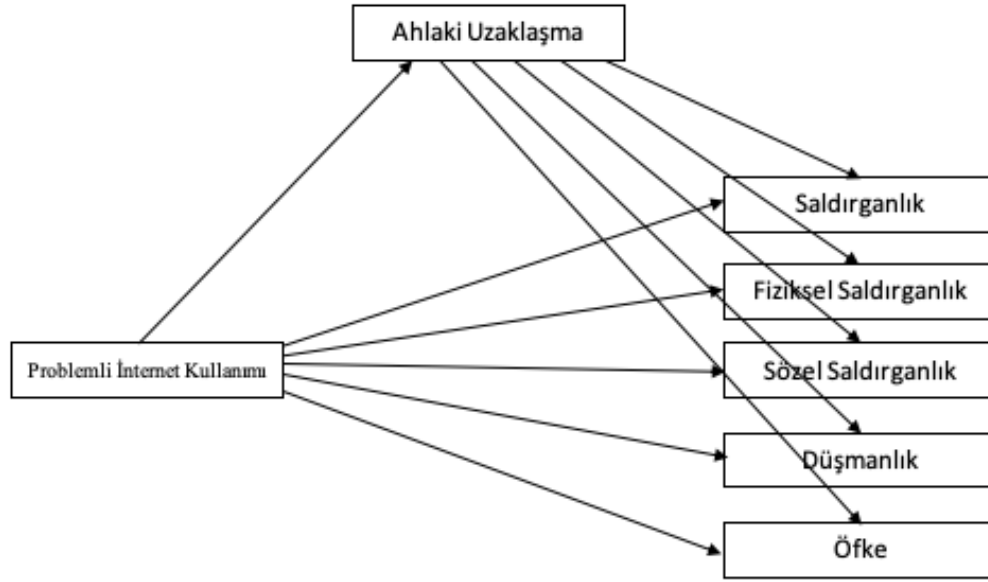 Ahlaki Uzaklaşma
Saldırganlık
Fiziksel Saldırganlık
Problemli İnternet Kullanımı
Sözel Saldırganlık
Düşmanlık
Öfke